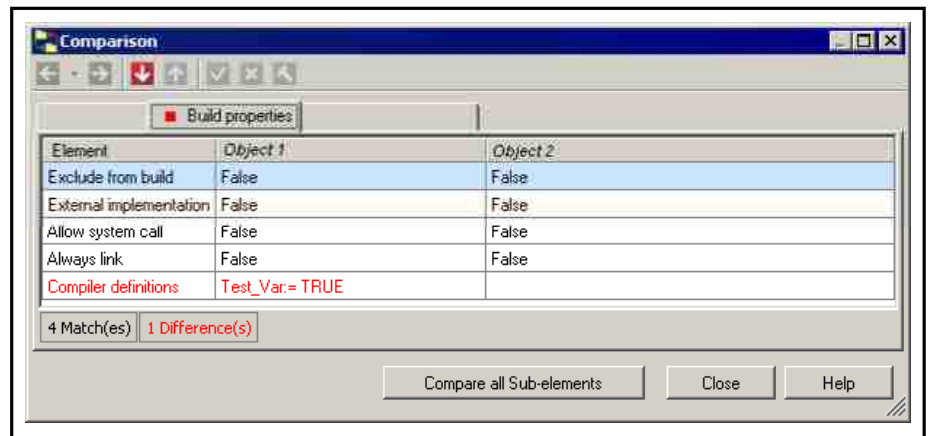 Comparison
Build properties
Element Object 1 Object 2
Exclude from build False False
External implementation False False
Allow system call False False
Always link False False
Compiler definitions Test_Var:= TRUE
4 Match(es) 1 Difference(s)
Compare all Sub-elements Close Help